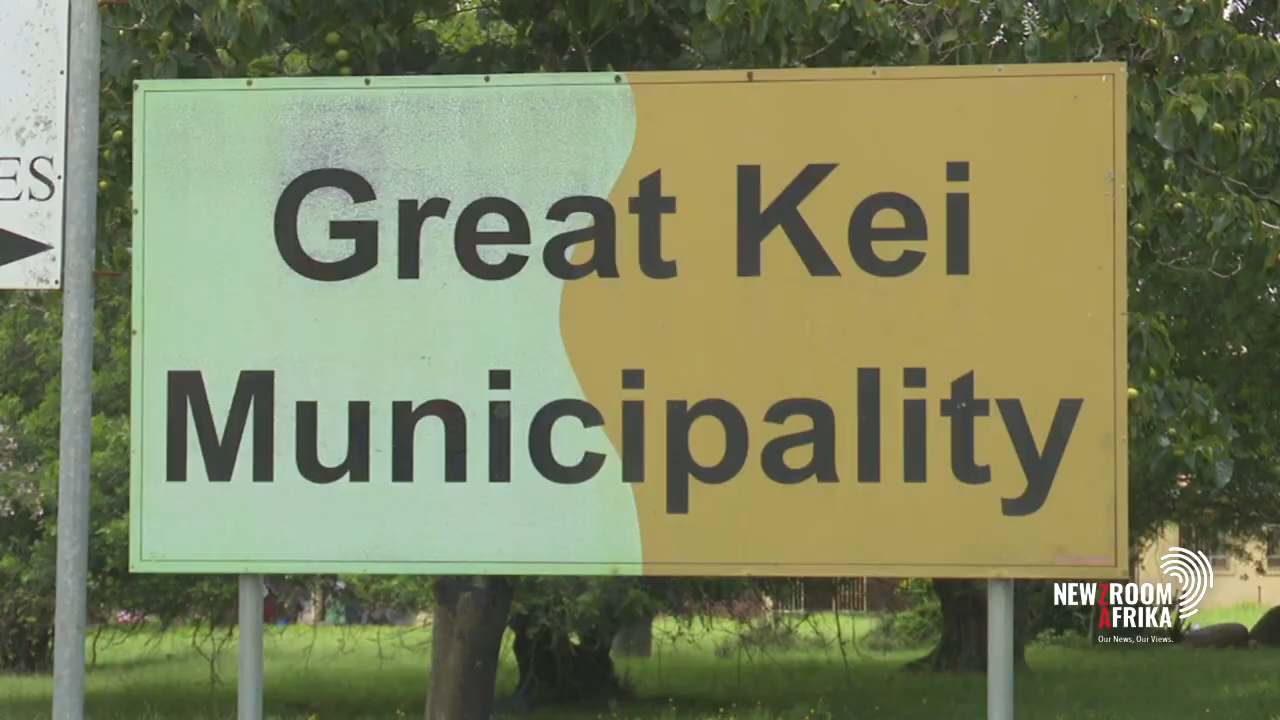 ES
Great Kei
Municipality
NEWZROOM
AFRIKA
Our News, Our Views.